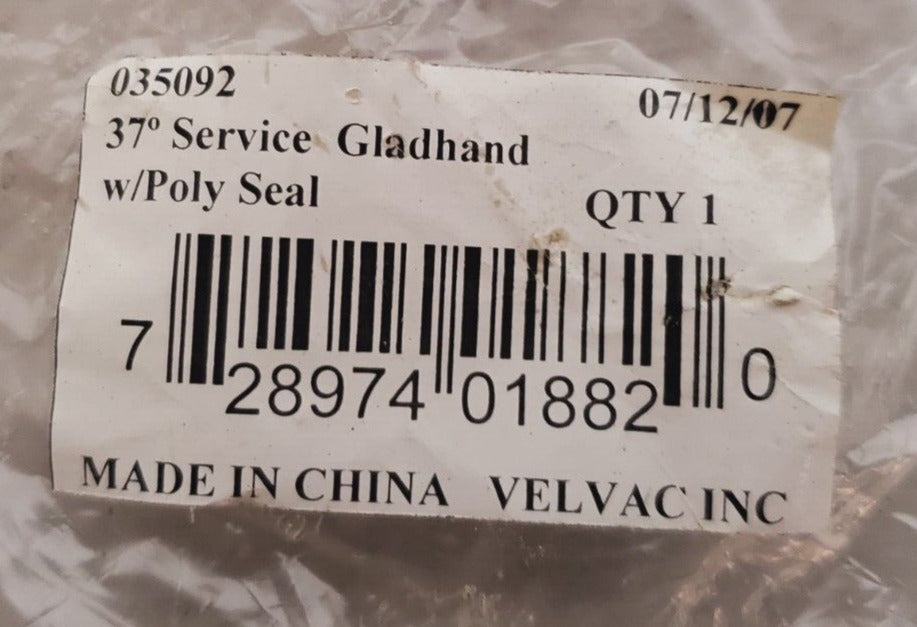 035092 07/12/07
37º Service Gladhand
w/Poly Seal QTY 1
7 28974 01882 0
MADE IN CHINA VELVAC INC